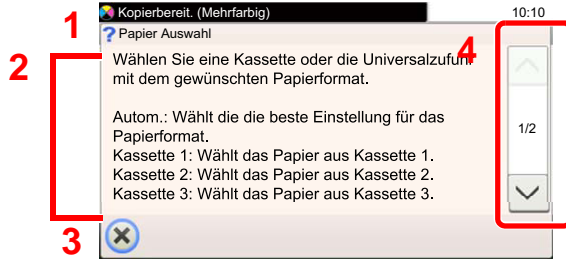 Kopierbereit. (Mehrfarbig) 10:10
1 ? Papier Auswahl
2 4
Wählen Sie eine Kassette oder die Universalzufuhr
mit dem gewünschten Papierformat.
Autom.: Wählt die die beste Einstellung für das
Papierformat.
1/2
Kassette 1: Wählt das Papier aus Kassette 1.
Kassette 2: Wählt das Papier aus Kassette 2.
Kassette 3: Wählt das Papier aus Kassette 3.
3